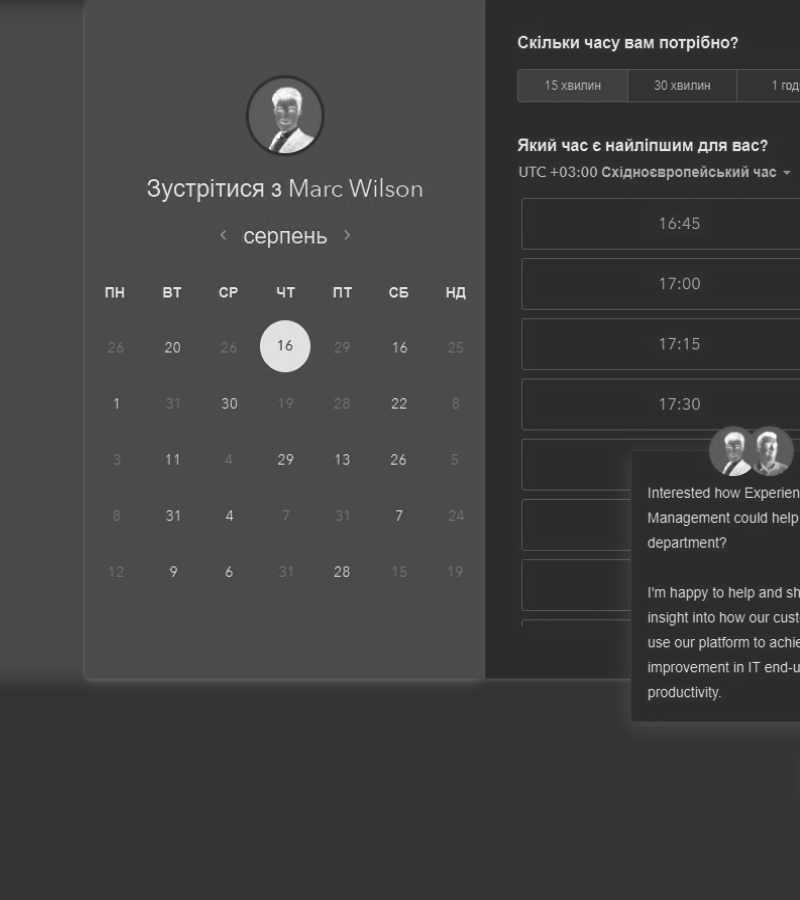 Зустрітися з Marc Wilson
серпень
ПН ВТ СР ЧТ ПТ СБ НД
26 20 26 16 29 16 25
1 31 30 19 28 22 8
3 11 4 29 13 26 5
8 31 4 7 31 7 24
12 9 6 31 28 15 19
Скільки часу вам потрібно?
15 хвилин 30 хвилин 1 год
Який час є найліпшим для вас?
UTC +03:00 Східноєвропейський час
16:45
17:00
17:15
17:30
Interested how Experien
Management could help
department?
I'm happy to help and sh
insight into how our cust
use our platform to achie
improvement in IT end-u
productivity.